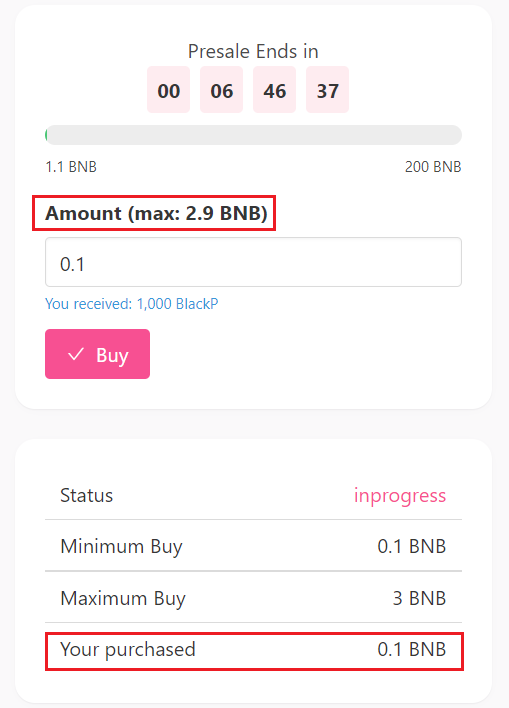 Presale Ends in
00 06 46 37
1.1 BNB 200 BNB
Amount (max: 2.9 BNB)
0.1
You received: 1,000 BlackP
Buy
Status inprogress
Minimum Buy 0.1 BNB
Maximum Buy 3 BNB
Your purchased 0.1 BNB